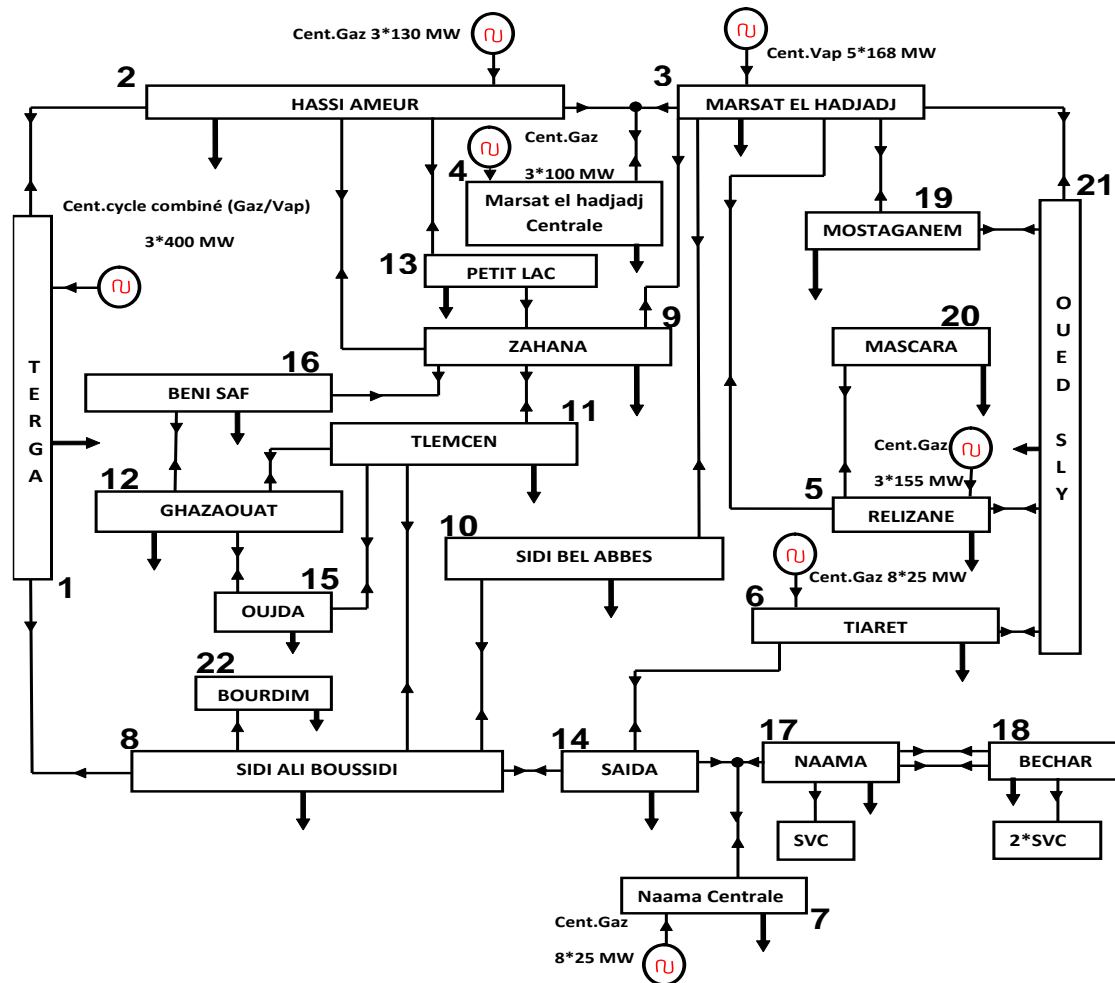 Cent.Gaz 3*130 MW
2
HASSI AMEUR
3
Cent.Vap 5*168 MW
MARSAT EL HADJADJ
Cent.Gaz
3*100 MW
4
Marsat el hadjadj
Centrale
21
OUED SLY
19
MOSTAGANEM
Cent.cycle combiné (Gaz/Vap)
3*400 MW
TERGA
1
13
PETIT LAC
9
ZAHANA
20
MASCARA
16
BENI SAF
11
TLEMCEN
Cent.Gaz
3*155 MW
5
RELIZANE
12
GHAZAOUAT
10
SIDI BEL ABBES
15
OUJDA
Cent.Gaz 8*25 MW
6
TIARET
22
BOURDIM
8
SIDI ALI BOUSSIDI
14
SAIDA
17
NAAMA
18
BECHAR
SVC
2*SVC
Naama Centrale
7
Cent.Gaz
8*25 MW